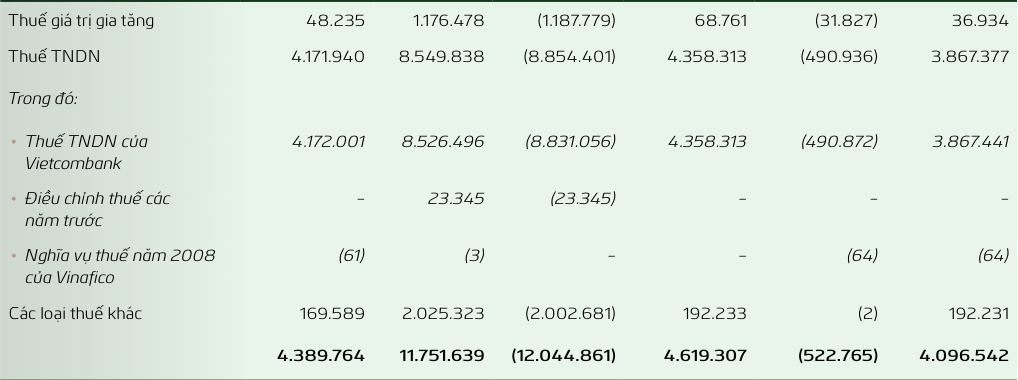 Thuế giá trị gia tăng 48.235 1.176.478 (1.187.779) 68.761 (31.827) 36.934
Thuế TNDN 4.171.940 8.549.838 (8.854.401) 4.358.313 (490.936) 3.867.377
Trong đó:
• Thuế TNDN của 4.172.001 8.526.496 (8.831.056) 4.358.313 (490.872) 3.867.441
Vietcombank
• Điều chỉnh thuế các – 23.345 (23.345) – – –
năm trước
• Nghĩa vụ thuế năm 2008 (61) (3) – – (64) (64)
của Vinafico
Các loại thuế khác 169.589 2.025.323 (2.002.681) 192.233 (2) 192.231
4.389.764 11.751.639 (12.044.861) 4.619.307 (522.765) 4.096.542